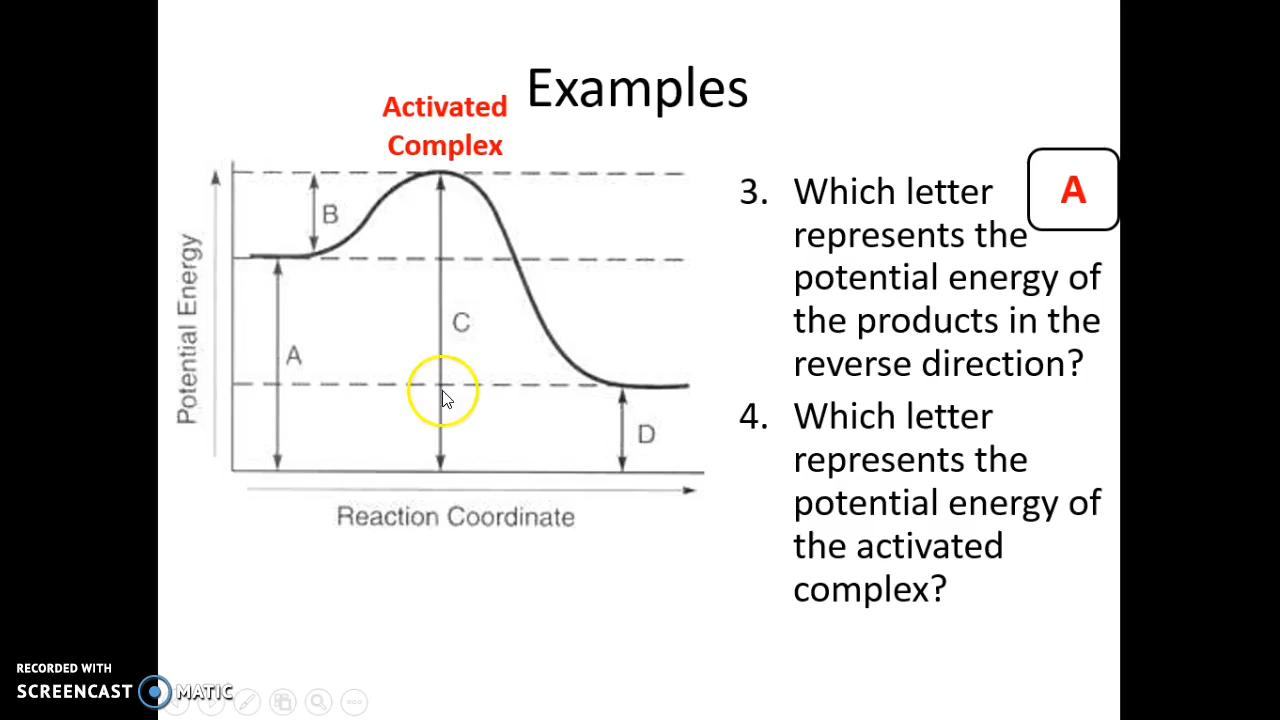 Examples
Activated
Complex
B
C
A
D
Potential Energy
Reaction Coordinate
3. Which letter
represents the
potential energy of
the products in the
reverse direction?
A
4. Which letter
represents the
potential energy of
the activated
complex?
RECORDED WITH
SCREENCAST MATIC